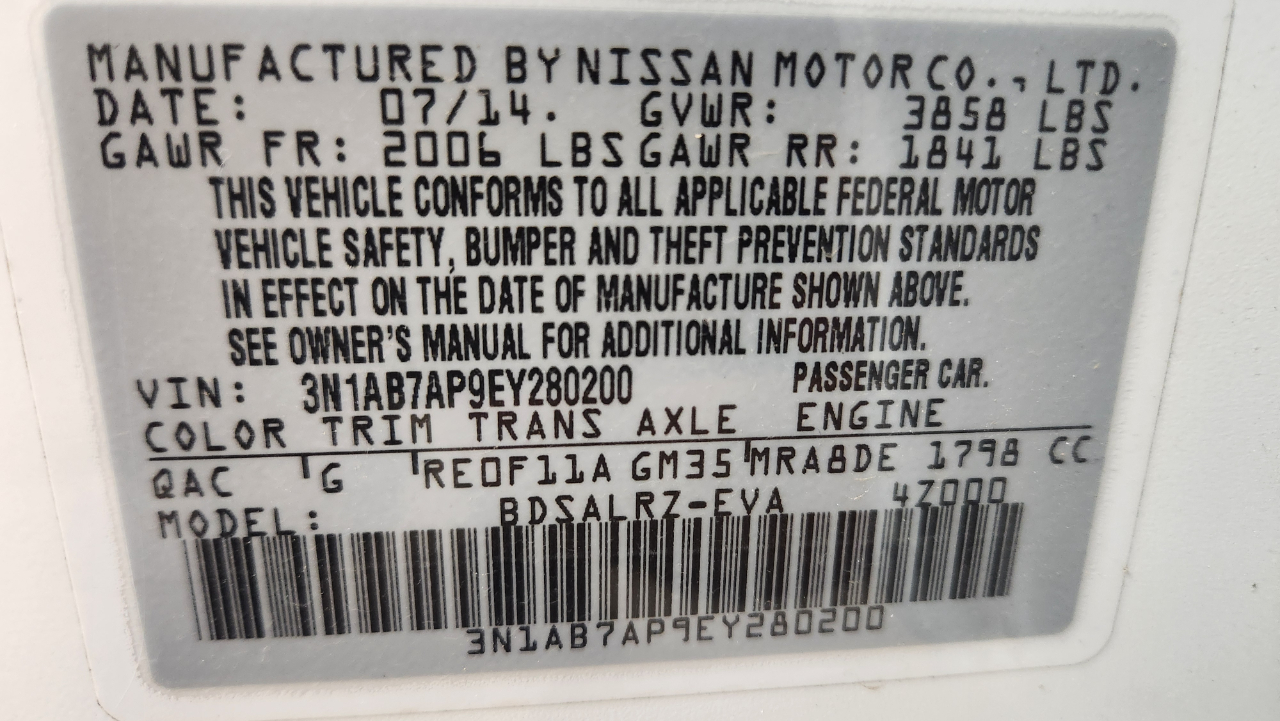 MANUFACTURED BY NISSAN MOTOR CO., LTD.
DATE: 07/14. GVWR: 3858 LBS
GAWR FR: 2006 LBS GAWR RR: 1841 LBS
THIS VEHICLE CONFORMS TO ALL APPLICABLE FEDERAL MOTOR
VEHICLE SAFETY, BUMPER AND THEFT PREVENTION STANDARDS
IN EFFECT ON THE DATE OF MANUFACTURE SHOWN ABOVE.
SEE OWNER'S MANUAL FOR ADDITIONAL INFORMATION.
VIN: 3N1AB7AP9EY280200 PASSENGER CAR.
COLOR TRIM TRANS AXLE ENGINE
QAC G RE0F11A GM35 MRA8DE 1798 CC
MODEL: BDSALRZ-EVA 4Z000
3N1AB7AP9EY280200